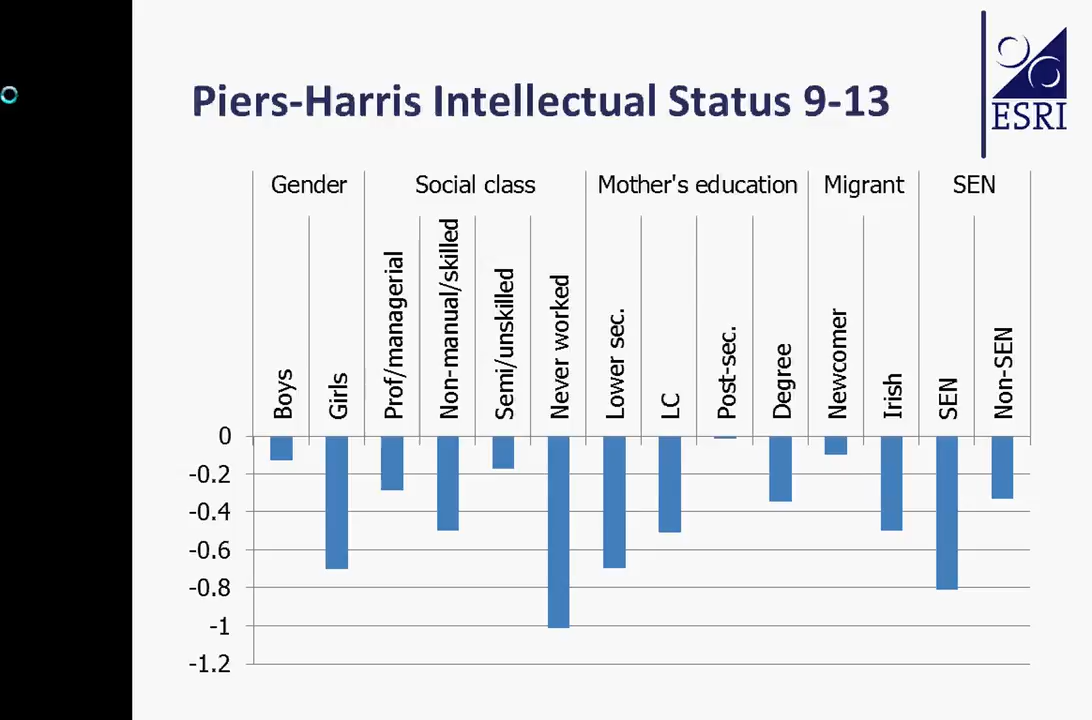 Piers-Harris Intellectual Status 9-13
ESRI
Gender
Social class
Mother's education
Migrant
SEN
Boys
Girls
Prof/managerial
Non-manual/skilled
Semi/unskilled
Never worked
Lower sec.
LC
Post-sec.
Degree
Newcomer
Irish
SEN
Non-SEN
0
-0.2
-0.4
-0.6
-0.8
-1
-1.2